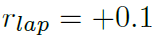 r_{lap} = +0.1